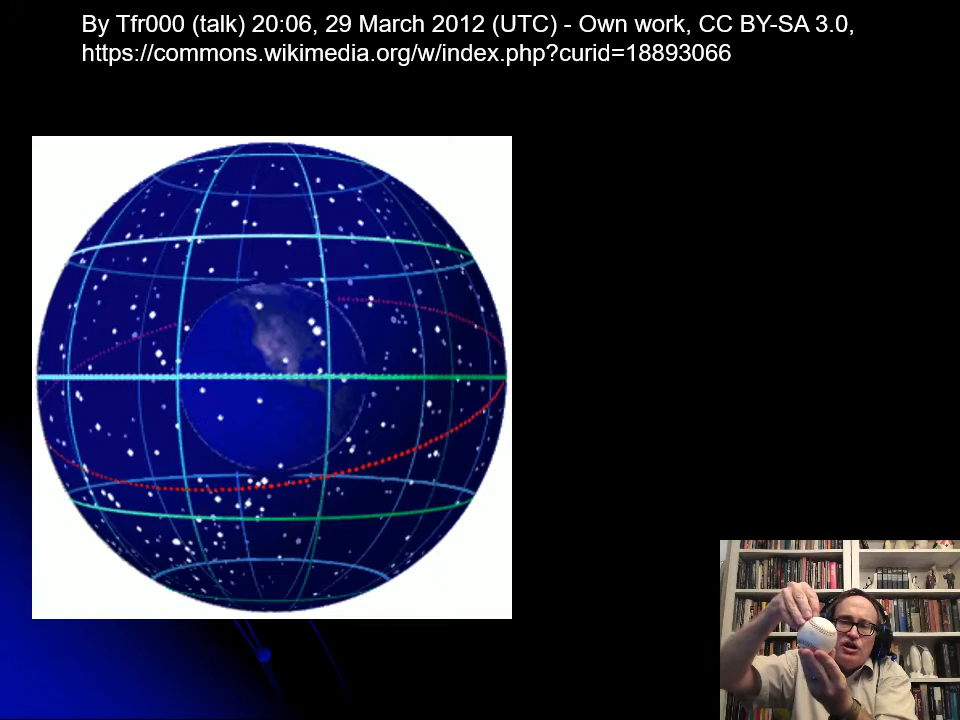 By Tfr000 (talk) 20:06, 29 March 2012 (UTC) - Own work, CC BY-SA 3.0,
https://commons.wikimedia.org/w/index.php?curid=18893066